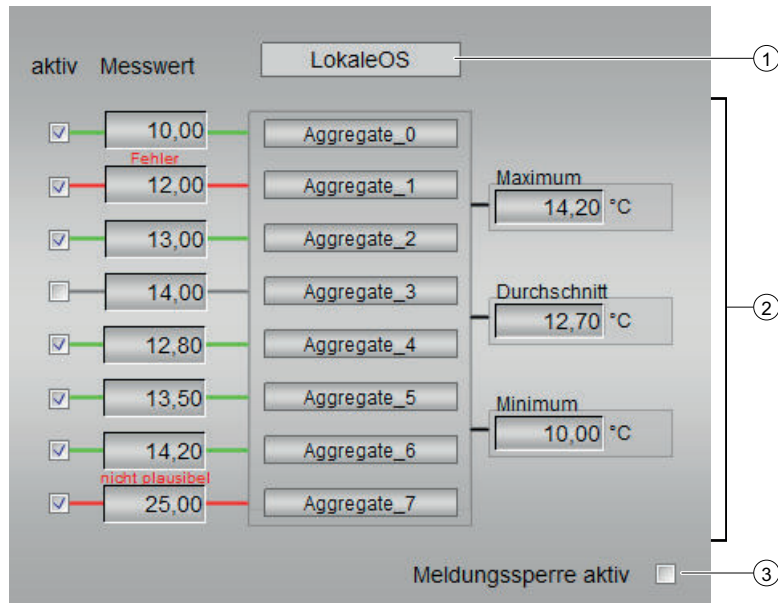 LokaleOS
1
aktiv Messwert
10,00 Aggregate_0
Fehler
12,00 Aggregate_1
Maximum
14,20 °C
13,00 Aggregate_2
14,00 Aggregate_3
Durchschnitt
12,70 °C
2
12,80 Aggregate_4
13,50 Aggregate_5
Minimum
10,00 °C
14,20 Aggregate_6
nicht plausibel
25,00 Aggregate_7
Meldungssperre aktiv
3